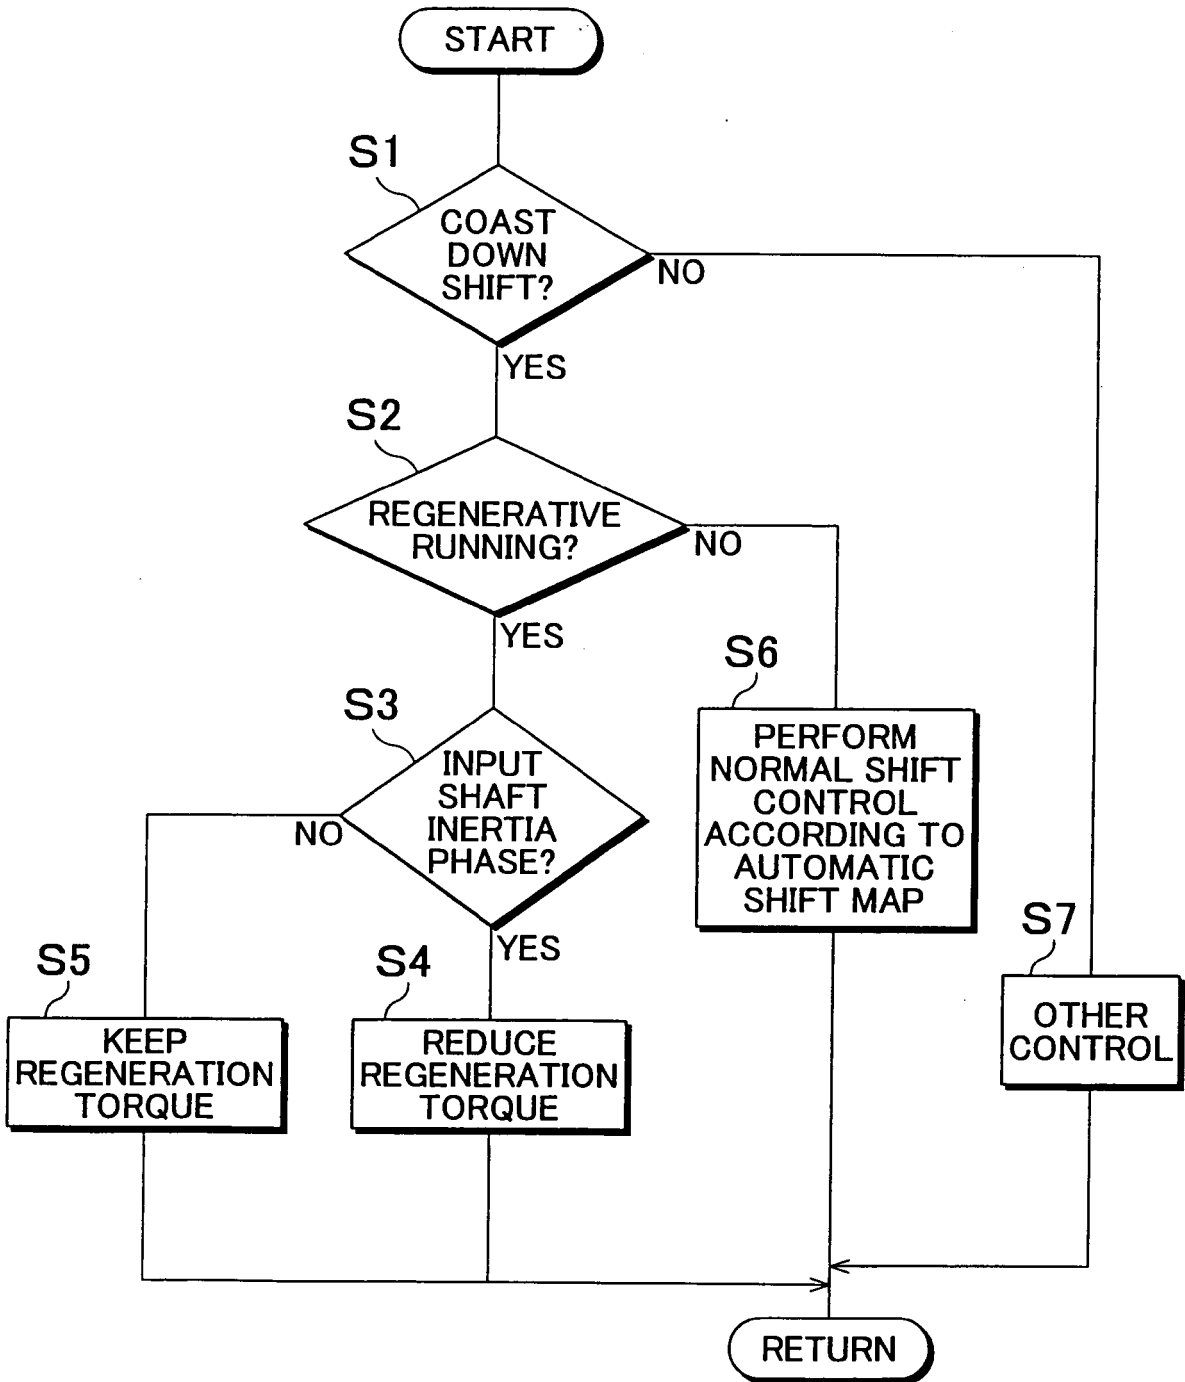 START
S1
COAST
DOWN
SHIFT?
NO
YES
S2
REGENERATIVE
RUNNING?
NO
YES
S3
INPUT
SHAFT
INERTIA
PHASE?
NO
YES
S6
PERFORM
NORMAL SHIFT
CONTROL
ACCORDING TO
AUTOMATIC
SHIFT MAP
S5
KEEP
REGENERATION
TORQUE
S4
REDUCE
REGENERATION
TORQUE
S7
OTHER
CONTROL
RETURN